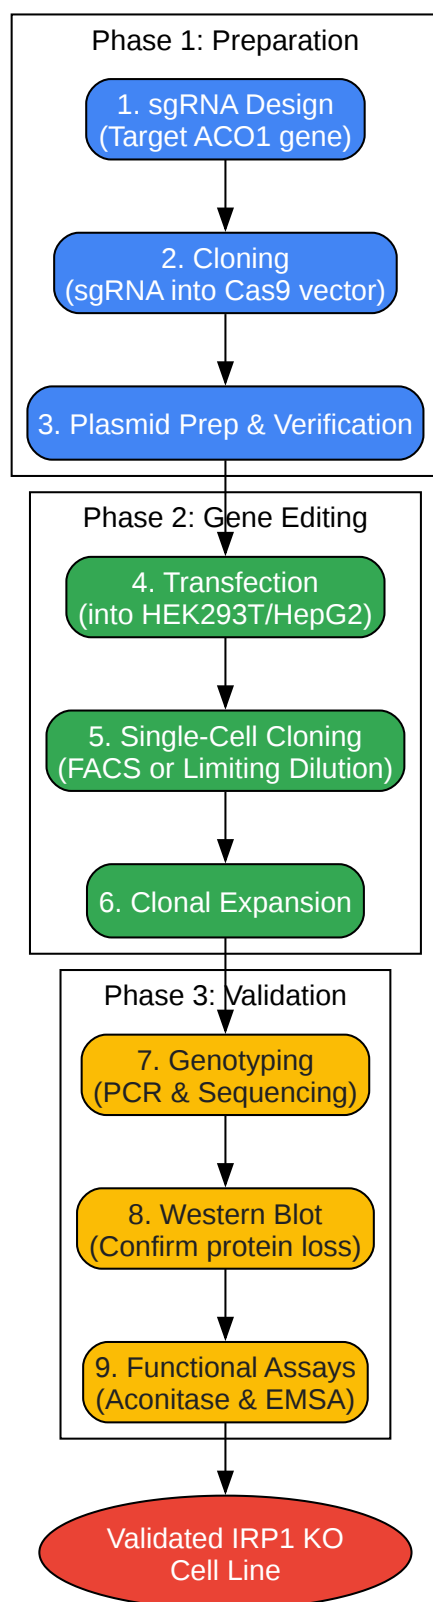 Phase 1: Preparation
1. sgRNA Design
(Target ACO1 gene)
2. Cloning
(sgRNA into Cas9 vector)
3. Plasmid Prep & Verification
Phase 2: Gene Editing
4. Transfection
(into HEK293T/HepG2)
5. Single-Cell Cloning
(FACS or Limiting Dilution)
6. Clonal Expansion
Phase 3: Validation
7. Genotyping
(PCR & Sequencing)
8. Western Blot
(Confirm protein loss)
9. Functional Assays
(Aconitase & EMSA)
Validated IRP1 KO
Cell Line